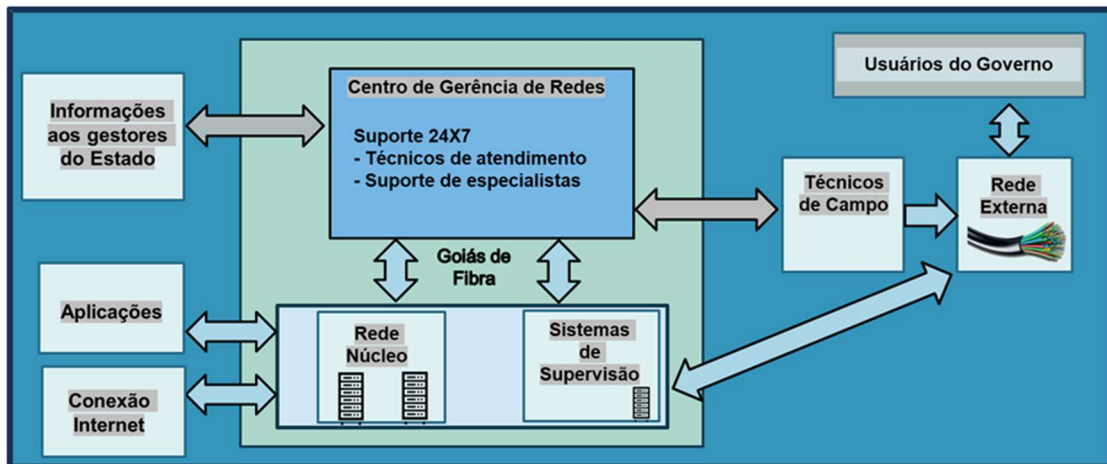 Usuários do Governo
Informações
aos gestores
do Estado
Centro de Gerência de Redes
Suporte 24X7
- Técnicos de atendimento
- Suporte de especialistas
Técnicos
de Campo
Rede
Externa
Goiás de
Fibra
Aplicações
Rede
Núcleo
Sistemas
de
Supervisão
Conexão
Internet